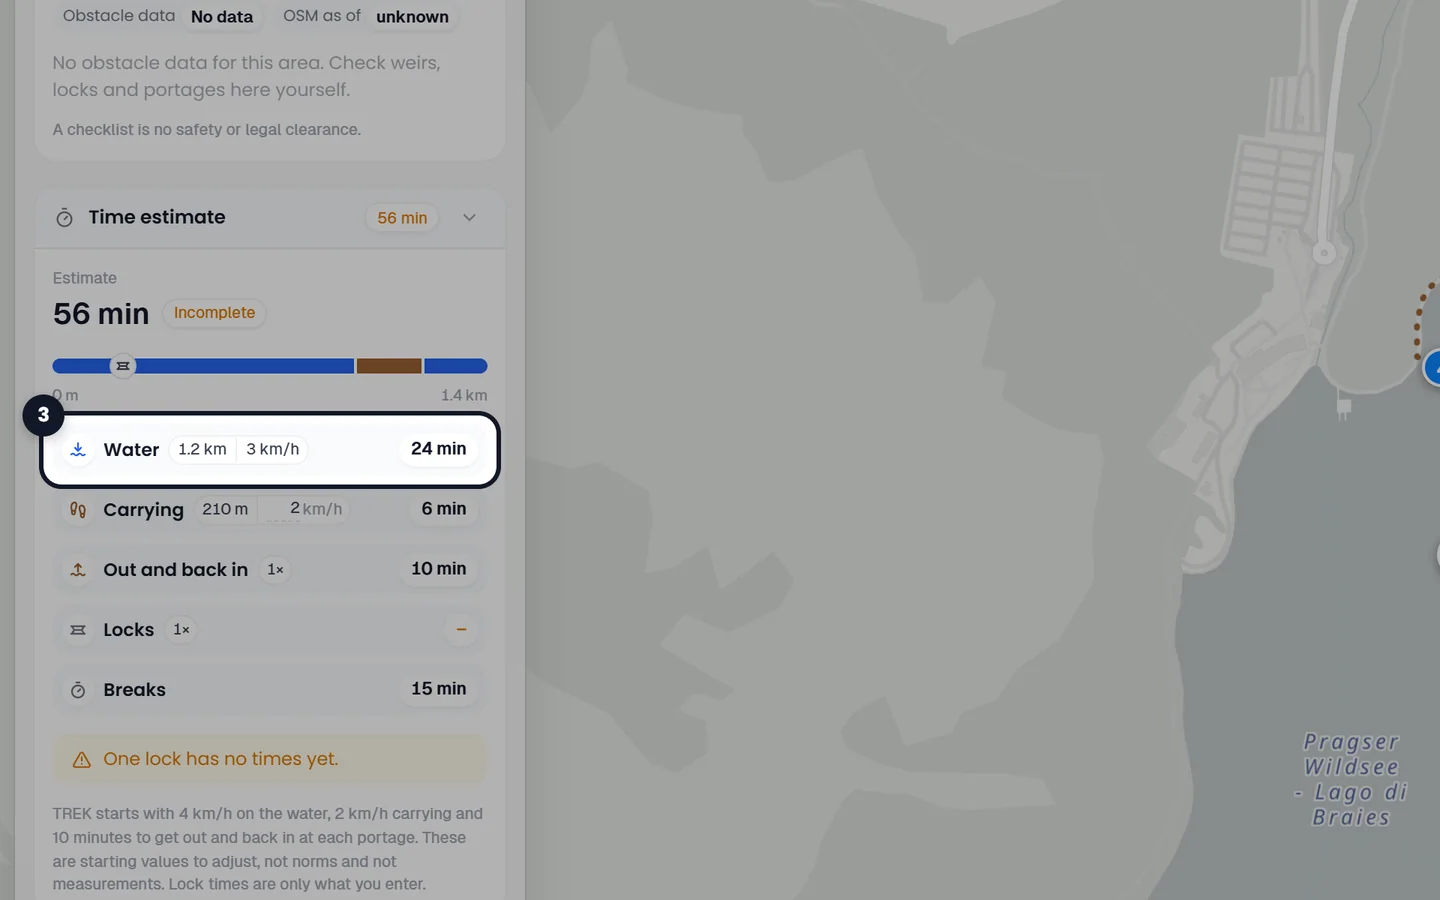 Obstacle data No data OSM as of unknown
No obstacle data for this area. Check weirs,
locks and portages here yourself.
A checklist is no safety or legal clearance.
Time estimate 56 min
Estimate
56 min Incomplete
0 m 1.4 km
3
Water 1.2 km 3 km/h 24 min
Carrying 210 m 2 km/h 6 min
Out and back in 1× 10 min
Locks 1× –
Breaks 15 min
One lock has no times yet.
TREK starts with 4 km/h on the water, 2 km/h carrying and
10 minutes to get out and back in at each portage. These
are starting values to adjust, not norms and not
measurements. Lock times are only what you enter.
Pragser
Wildsee
- Lago di
Braies